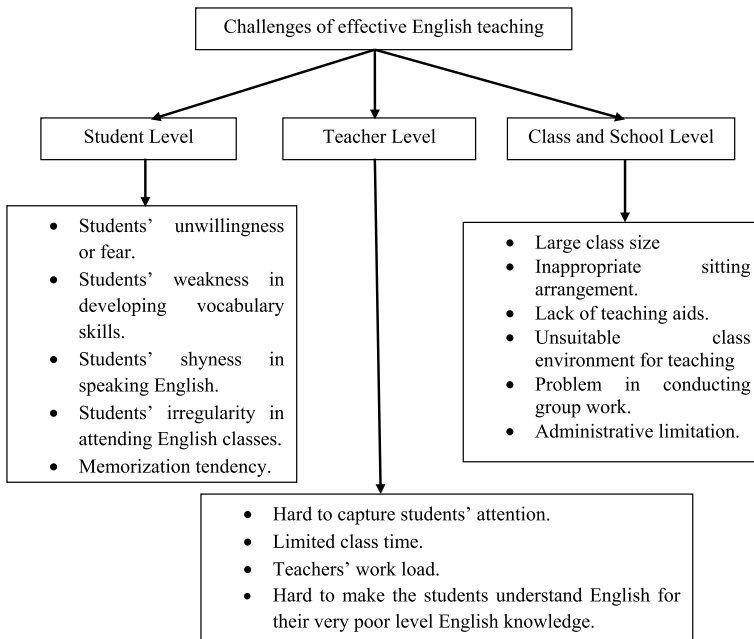 Challenges of effective English teaching
Student Level
Teacher Level
Class and School Level
• Students’ unwillingness
or fear.
• Students’ weakness in
developing vocabulary
skills.
• Students’ shyness in
speaking English.
• Students’ irregularity in
attending English classes.
• Memorization tendency.
• Large class size
• Inappropriate sitting
arrangement.
• Lack of teaching aids.
• Unsuitable class
environment for teaching
• Problem in conducting
group work.
• Administrative limitation.
• Hard to capture students’ attention.
• Limited class time.
• Teachers’ work load.
• Hard to make the students understand English for
their very poor level English knowledge.